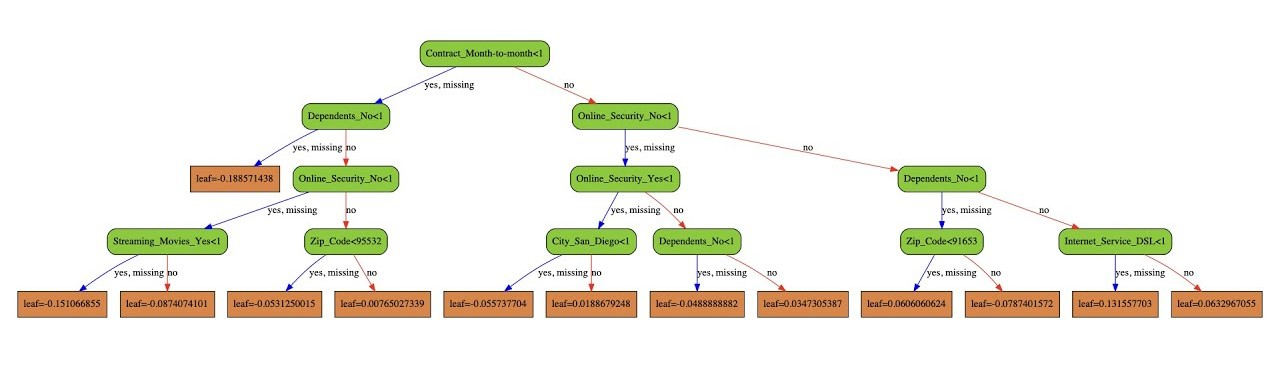 Contract_Month-to-month<1
yes, missing
no
Dependents_No<1
Online_Security_No<1
yes, missing
no
yes, missing
no
leaf=-0.188571438
Online_Security_No<1
Online_Security_Yes<1
Dependents_No<1
yes, missing
no
yes, missing
no
yes, missing
no
Streaming_Movies_Yes<1
Zip_Code<95532
City_San_Diego<1
Dependents_No<1
Zip_Code<91653
Internet_Service_DSL<1
yes, missing
no
yes, missing
no
yes, missing
no
yes, missing
no
yes, missing
no
yes, missing
no
leaf=-0.151066855
leaf=-0.0874074101
leaf=-0.0531250015
leaf=0.00765027339
leaf=-0.055737704
leaf=0.0188679248
leaf=-0.0488888882
leaf=0.0347305387
leaf=0.0606060624
leaf=-0.0787401572
leaf=0.131557703
leaf=0.0632967055